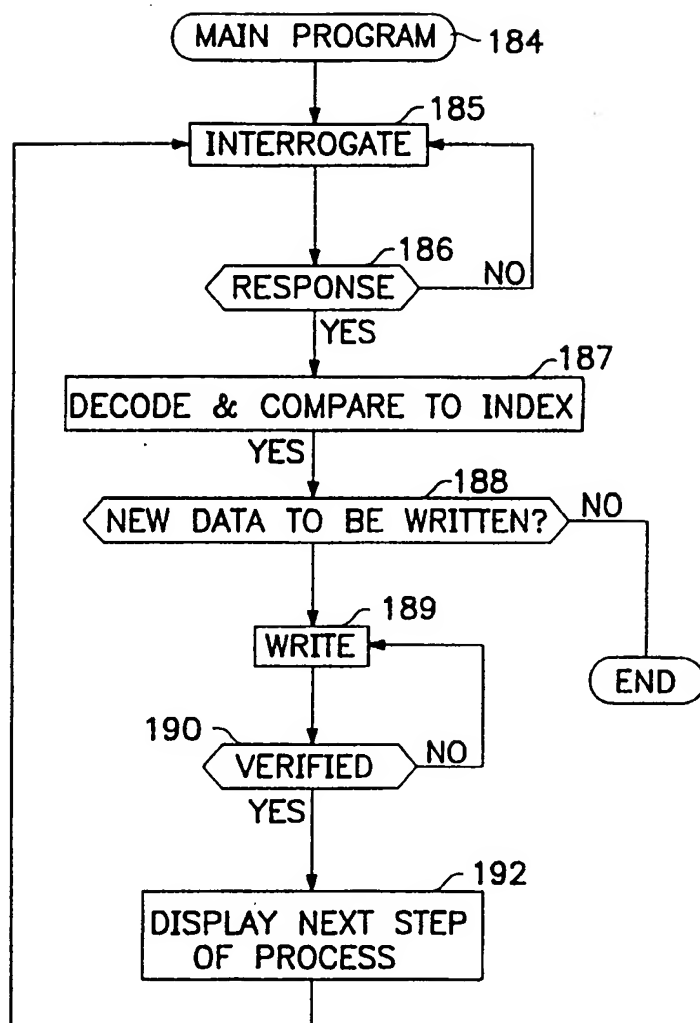 MAIN PROGRAM
184
185
INTERROGATE
186
RESPONSE
NO
YES
187
DECODE & COMPARE TO INDEX
YES
188
NEW DATA TO BE WRITTEN?
NO
189
WRITE
END
190
VERIFIED
NO
YES
192
DISPLAY NEXT STEP
OF PROCESS